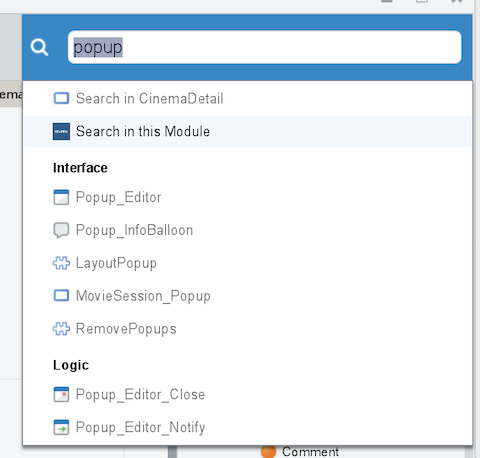 popup
ema
Search in CinemaDetail
Search in this Module
Interface
Popup_Editor
Popup_InfoBalloon
LayoutPopup
MovieSession_Popup
RemovePopups
Logic
Popup_Editor_Close
Popup_Editor_Notify
Comment